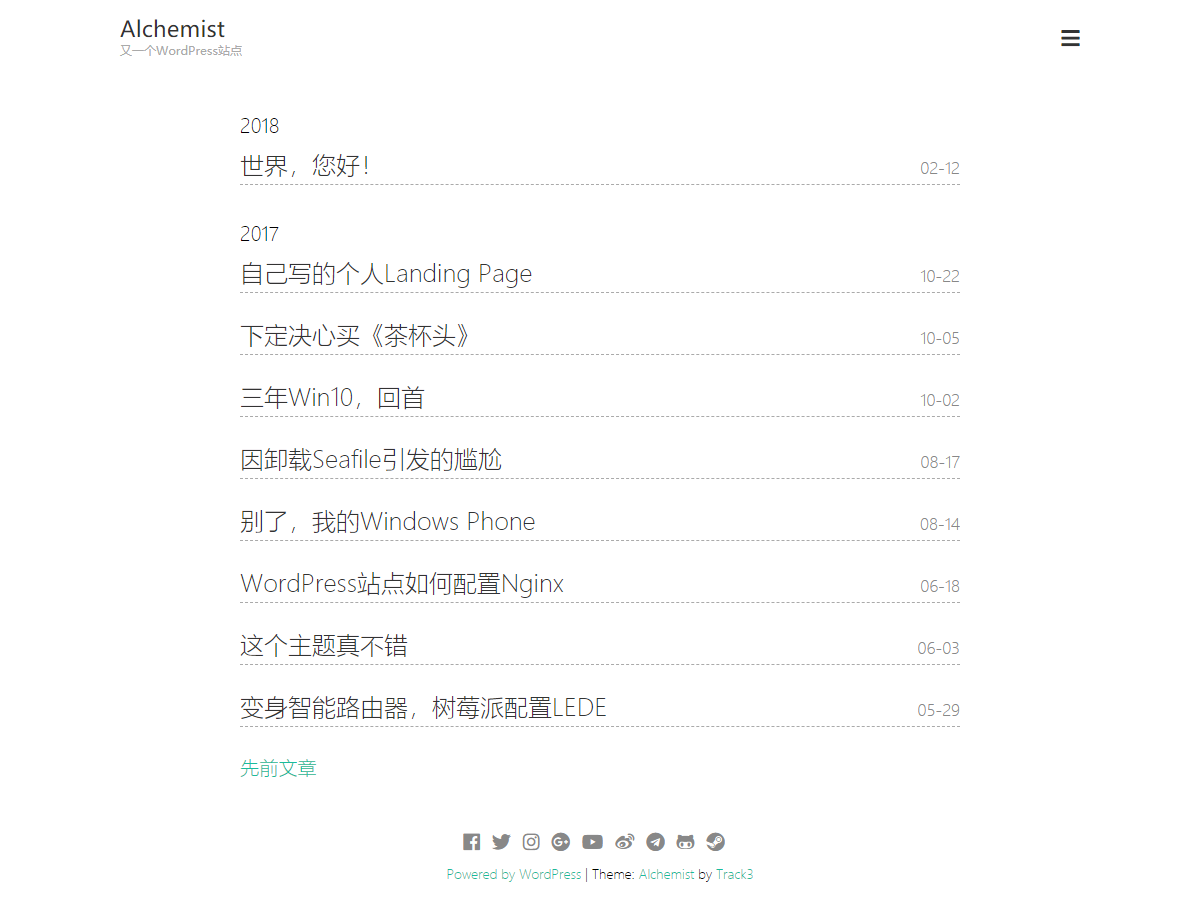 Alchemist
又一个WordPress站点
2018
世界，您好！ 02-12
2017
自己写的个人Landing Page 10-22
下定决心买《茶杯头》 10-05
三年Win10，回首 10-02
因卸载Seafile引发的尴尬 08-17
别了，我的Windows Phone 08-14
WordPress站点如何配置Nginx 06-18
这个主题真不错 06-03
变身智能路由器，树莓派配置LEDE 05-29
先前文章
Powered by WordPress | Theme: Alchemist by Track3